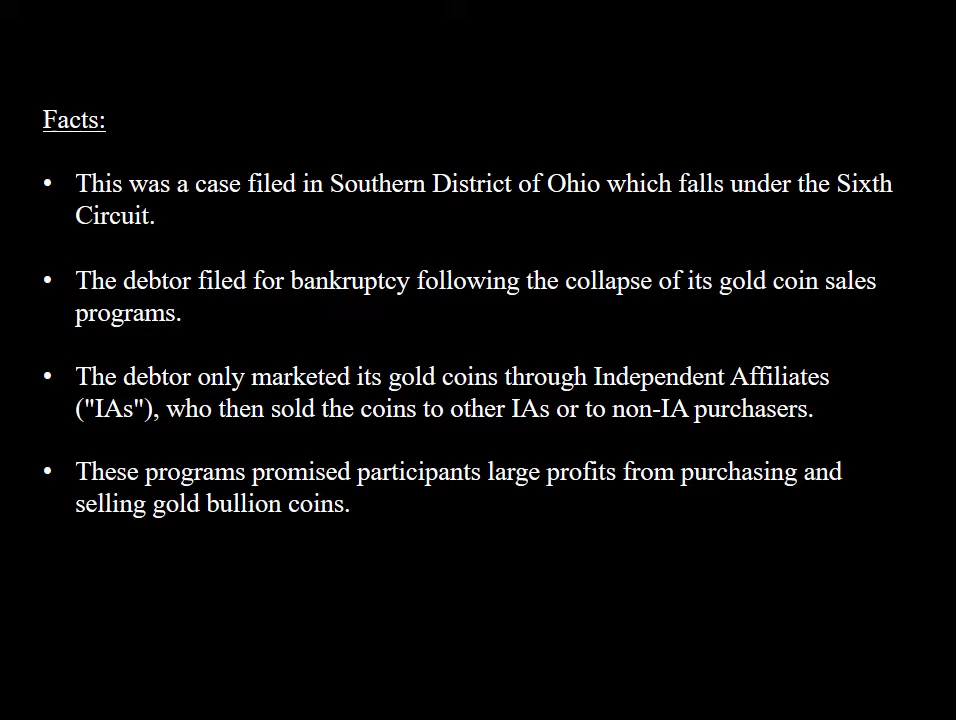 Facts:
• This was a case filed in Southern District of Ohio which falls under the Sixth
Circuit.
• The debtor filed for bankruptcy following the collapse of its gold coin sales
programs.
• The debtor only marketed its gold coins through Independent Affiliates
("IAs"), who then sold the coins to other IAs or to non-IA purchasers.
• These programs promised participants large profits from purchasing and
selling gold bullion coins.